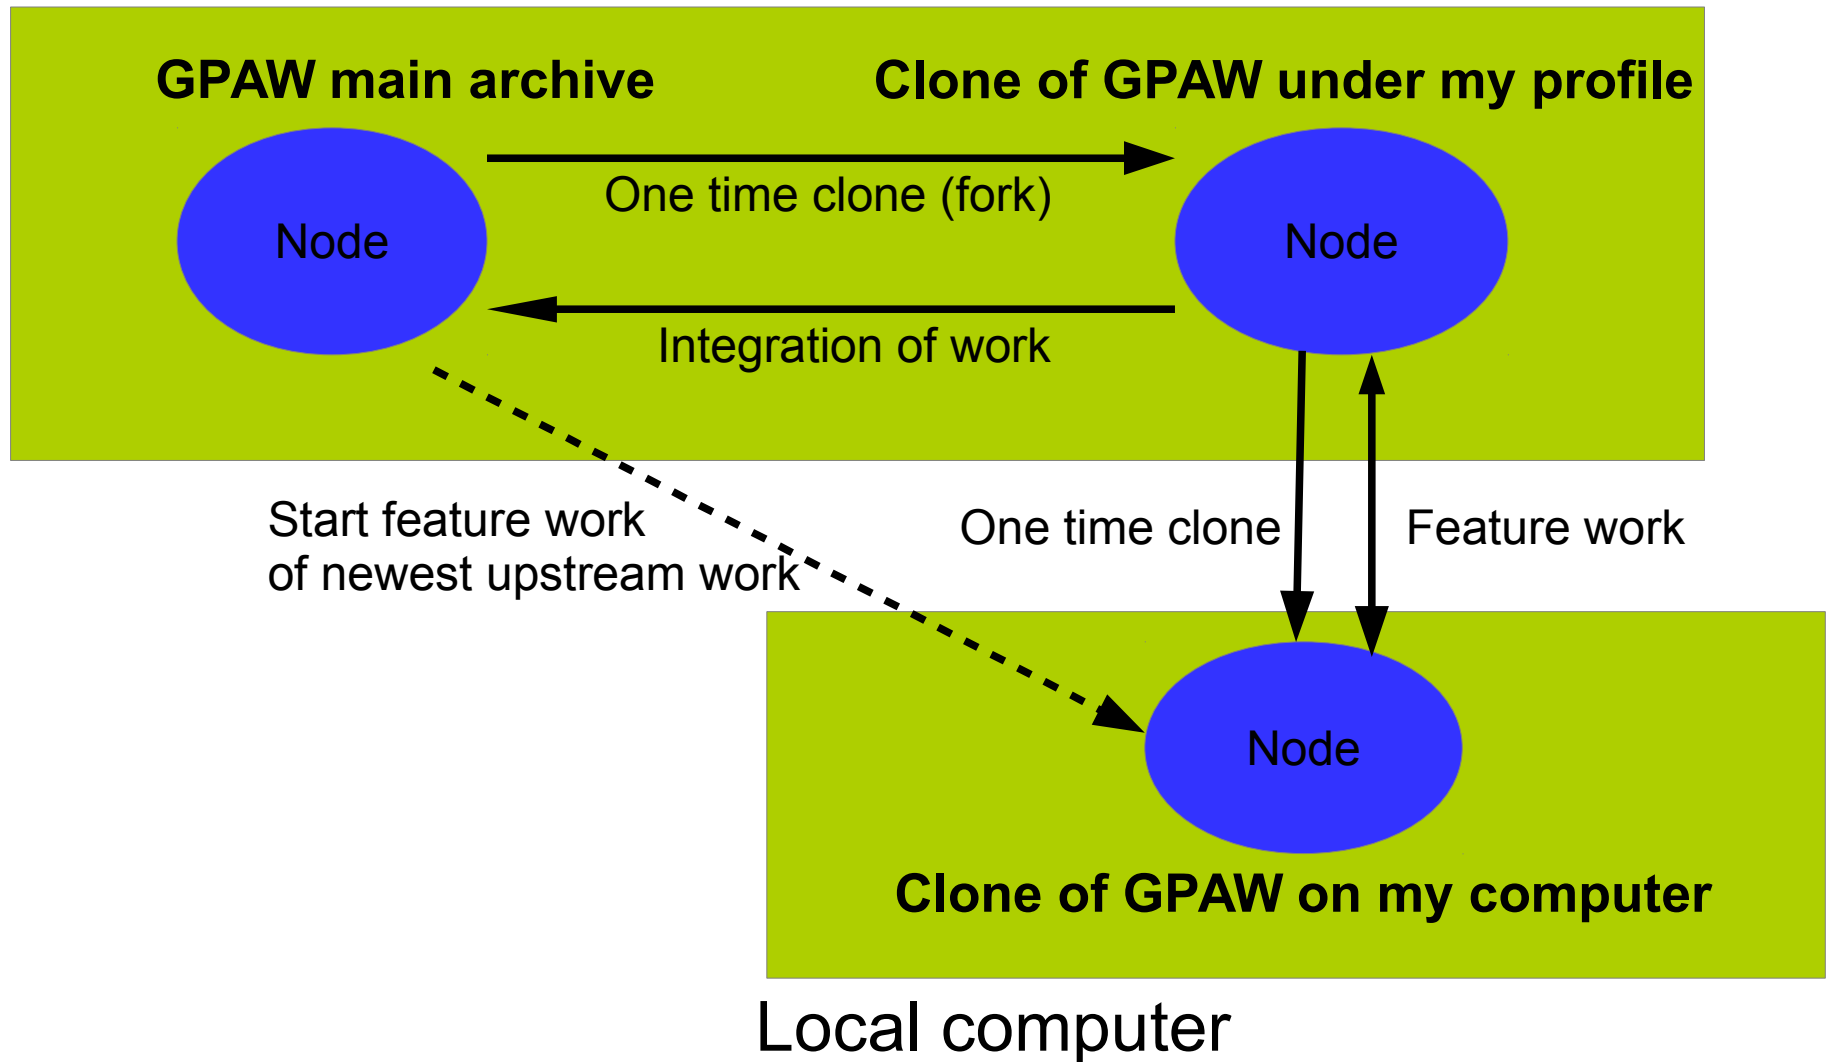 GPAW main archive
Clone of GPAW under my profile
One time clone (fork)
Node
Node
Integration of work
Start feature work
of newest upstream work
One time clone
Feature work
Node
Clone of GPAW on my computer
Local computer